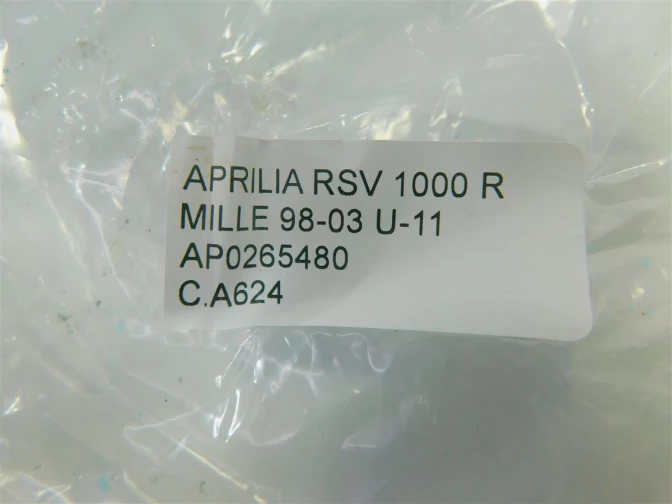 APRILIA RSV 1000 R
MILLE 98-03 U-11
AP0265480
C.A624